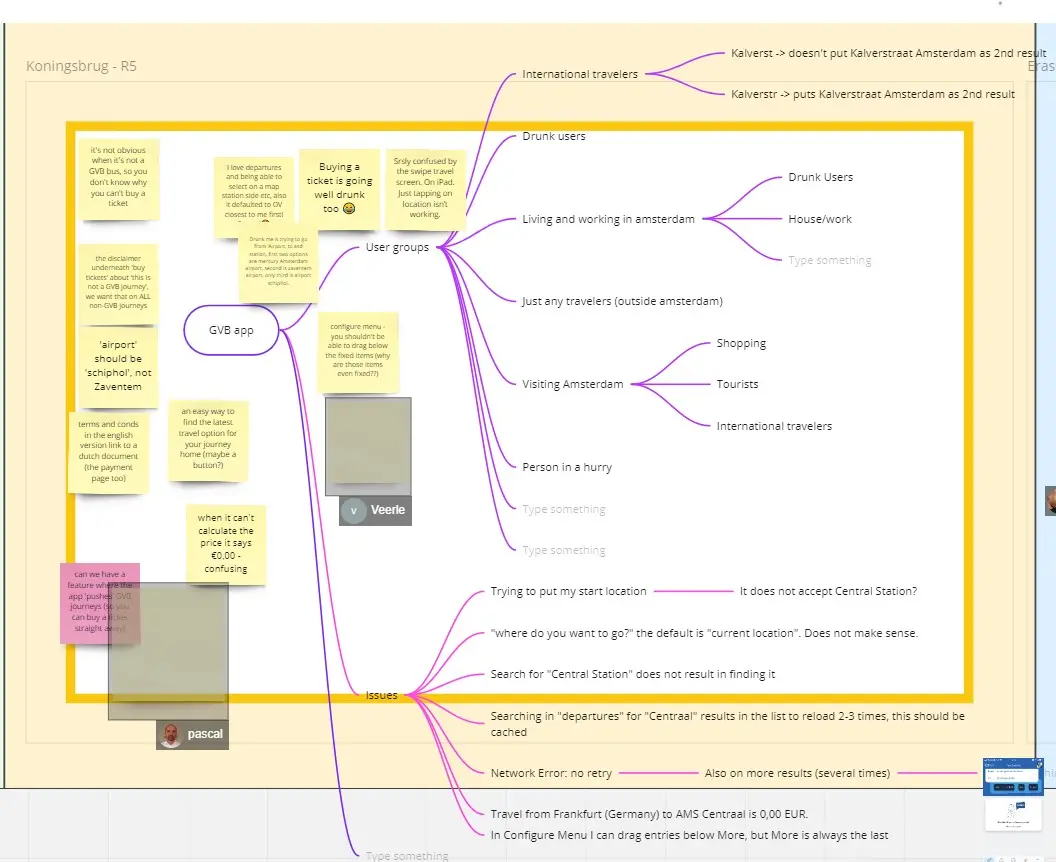 Koningsbrug - R5
Eras
International travelers
Kalverst -> doesn't put Kalverstraat Amsterdam as 2nd result
Kalverstr -> puts Kalverstraat Amsterdam as 2nd result
Drunk users
Living and working in amsterdam
Drunk Users
House/work
Type something
Just any travelers (outside amsterdam)
Visiting Amsterdam
Shopping
Tourists
International travelers
Person in a hurry
Type something
Type something
User groups
GVB app
it's not obvious
when it's not a
GVB bus, so you
don't know why
you can't buy a
ticket
I love departures
and being able to
select on a map
station side etc, also
it defaulted to GV
closest to me first!
Buying a
ticket is going
well drunk
too 😄
Srsly confused by
the swipe travel
screen. On iPad.
Just tapping on
location isn't
working.
Drunk me is trying to go
from 'Airport' to
station, first two options
are mercury Amsterdam
airport, second is zaventem
airport, only third is airport
schiphol.
the disclaimer
underneath 'buy
tickets' about 'this is
not a GVB journey',
we want that on ALL
non-GVB journeys
configure menu -
you shouldn't be
able to drag below
the fixed items (why
are those items
even fixed??)
'airport'
should be
'schiphol', not
Zaventem
terms and conds
in the english
version link to a
dutch document
(the payment
page too)
an easy way to
find the latest
travel option for
your journey
home (maybe a
button?)
V
Veerle
when it can't
calculate the
price it says
€0,00 -
confusing
can we have a
feature where the
app 'pushes' GVB
journeys (so you
can buy a ticket
straight away)
pascal
Issues
Trying to put my start location
It does not accept Central Station?
"where do you want to go?" the default is "current location". Does not make sense.
Search for "Central Station" does not result in finding it
Searching in "departures" for "Centraal" results in the list to reload 2-3 times, this should be
cached
Network Error: no retry
Also on more results (several times)
Travel from Frankfurt (Germany) to AMS Centraal is 0,00 EUR.
In Configure Menu I can drag entries below More, but More is always the last
Type something